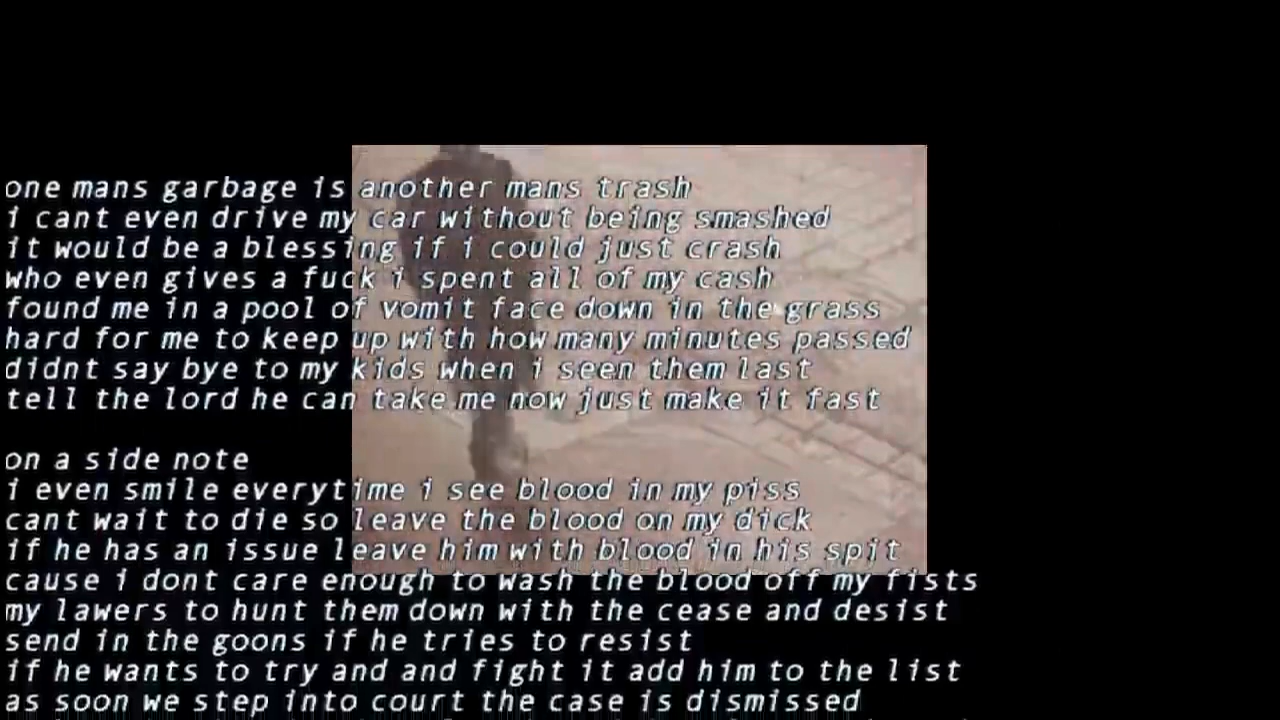 one mans garbage is another mans trash
i cant even drive my car without being smashed
it would be a blessing if i could just crash
who even gives a fuck i spent all of my cash
found me in a pool of vomit face down in the grass
hard for me to keep up with how many minutes passed
didnt say bye to my kids when i seen them last
tell the lord he can take me now just make it fast
on a side note
i even smile everytime i see blood in my piss
cant wait to die so leave the blood on my dick
if he has an issue leave him with blood in his spit
cause i dont care enough to wash the blood off my fists
my lawers to hunt them down with the cease and desist
send in the goons if he tries to resist
if he wants to try and and fight it add him to the list
as soon we step into court the case is dismissed